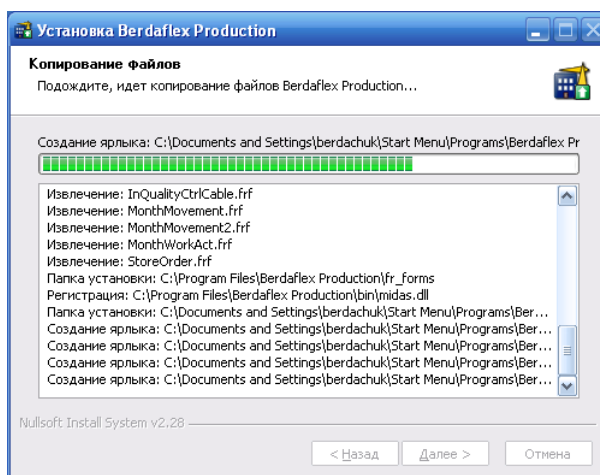 Установка Berdaflex Production
Копирование файлов
Подождите, идет копирование файлов Berdaflex Production...
Создание ярлыка: C:\Documents and Settings\berdachuk\Start Menu\Programs\Berdaflex Pr
Извлечение: InQualityCtrlCable.frf
Извлечение: MonthMovement.frf
Извлечение: MonthMovement2.frf
Извлечение: MonthWorkAct.frf
Извлечение: StoreOrder.frf
Папка установки: C:\Program Files\Berdaflex Production\fr_forms
Регистрация: C:\Program Files\Berdaflex Production\bin\midas.dll
Папка установки: C:\Documents and Settings\berdachuk\Start Menu\Programs\Ber...
Создание ярлыка: C:\Documents and Settings\berdachuk\Start Menu\Programs\Ber...
Создание ярлыка: C:\Documents and Settings\berdachuk\Start Menu\Programs\Ber...
Создание ярлыка: C:\Documents and Settings\berdachuk\Start Menu\Programs\Ber...
Создание ярлыка: C:\Documents and Settings\berdachuk\Start Menu\Programs\Ber...
Nullsoft Install System v2.28
< Назад Далее > Отмена